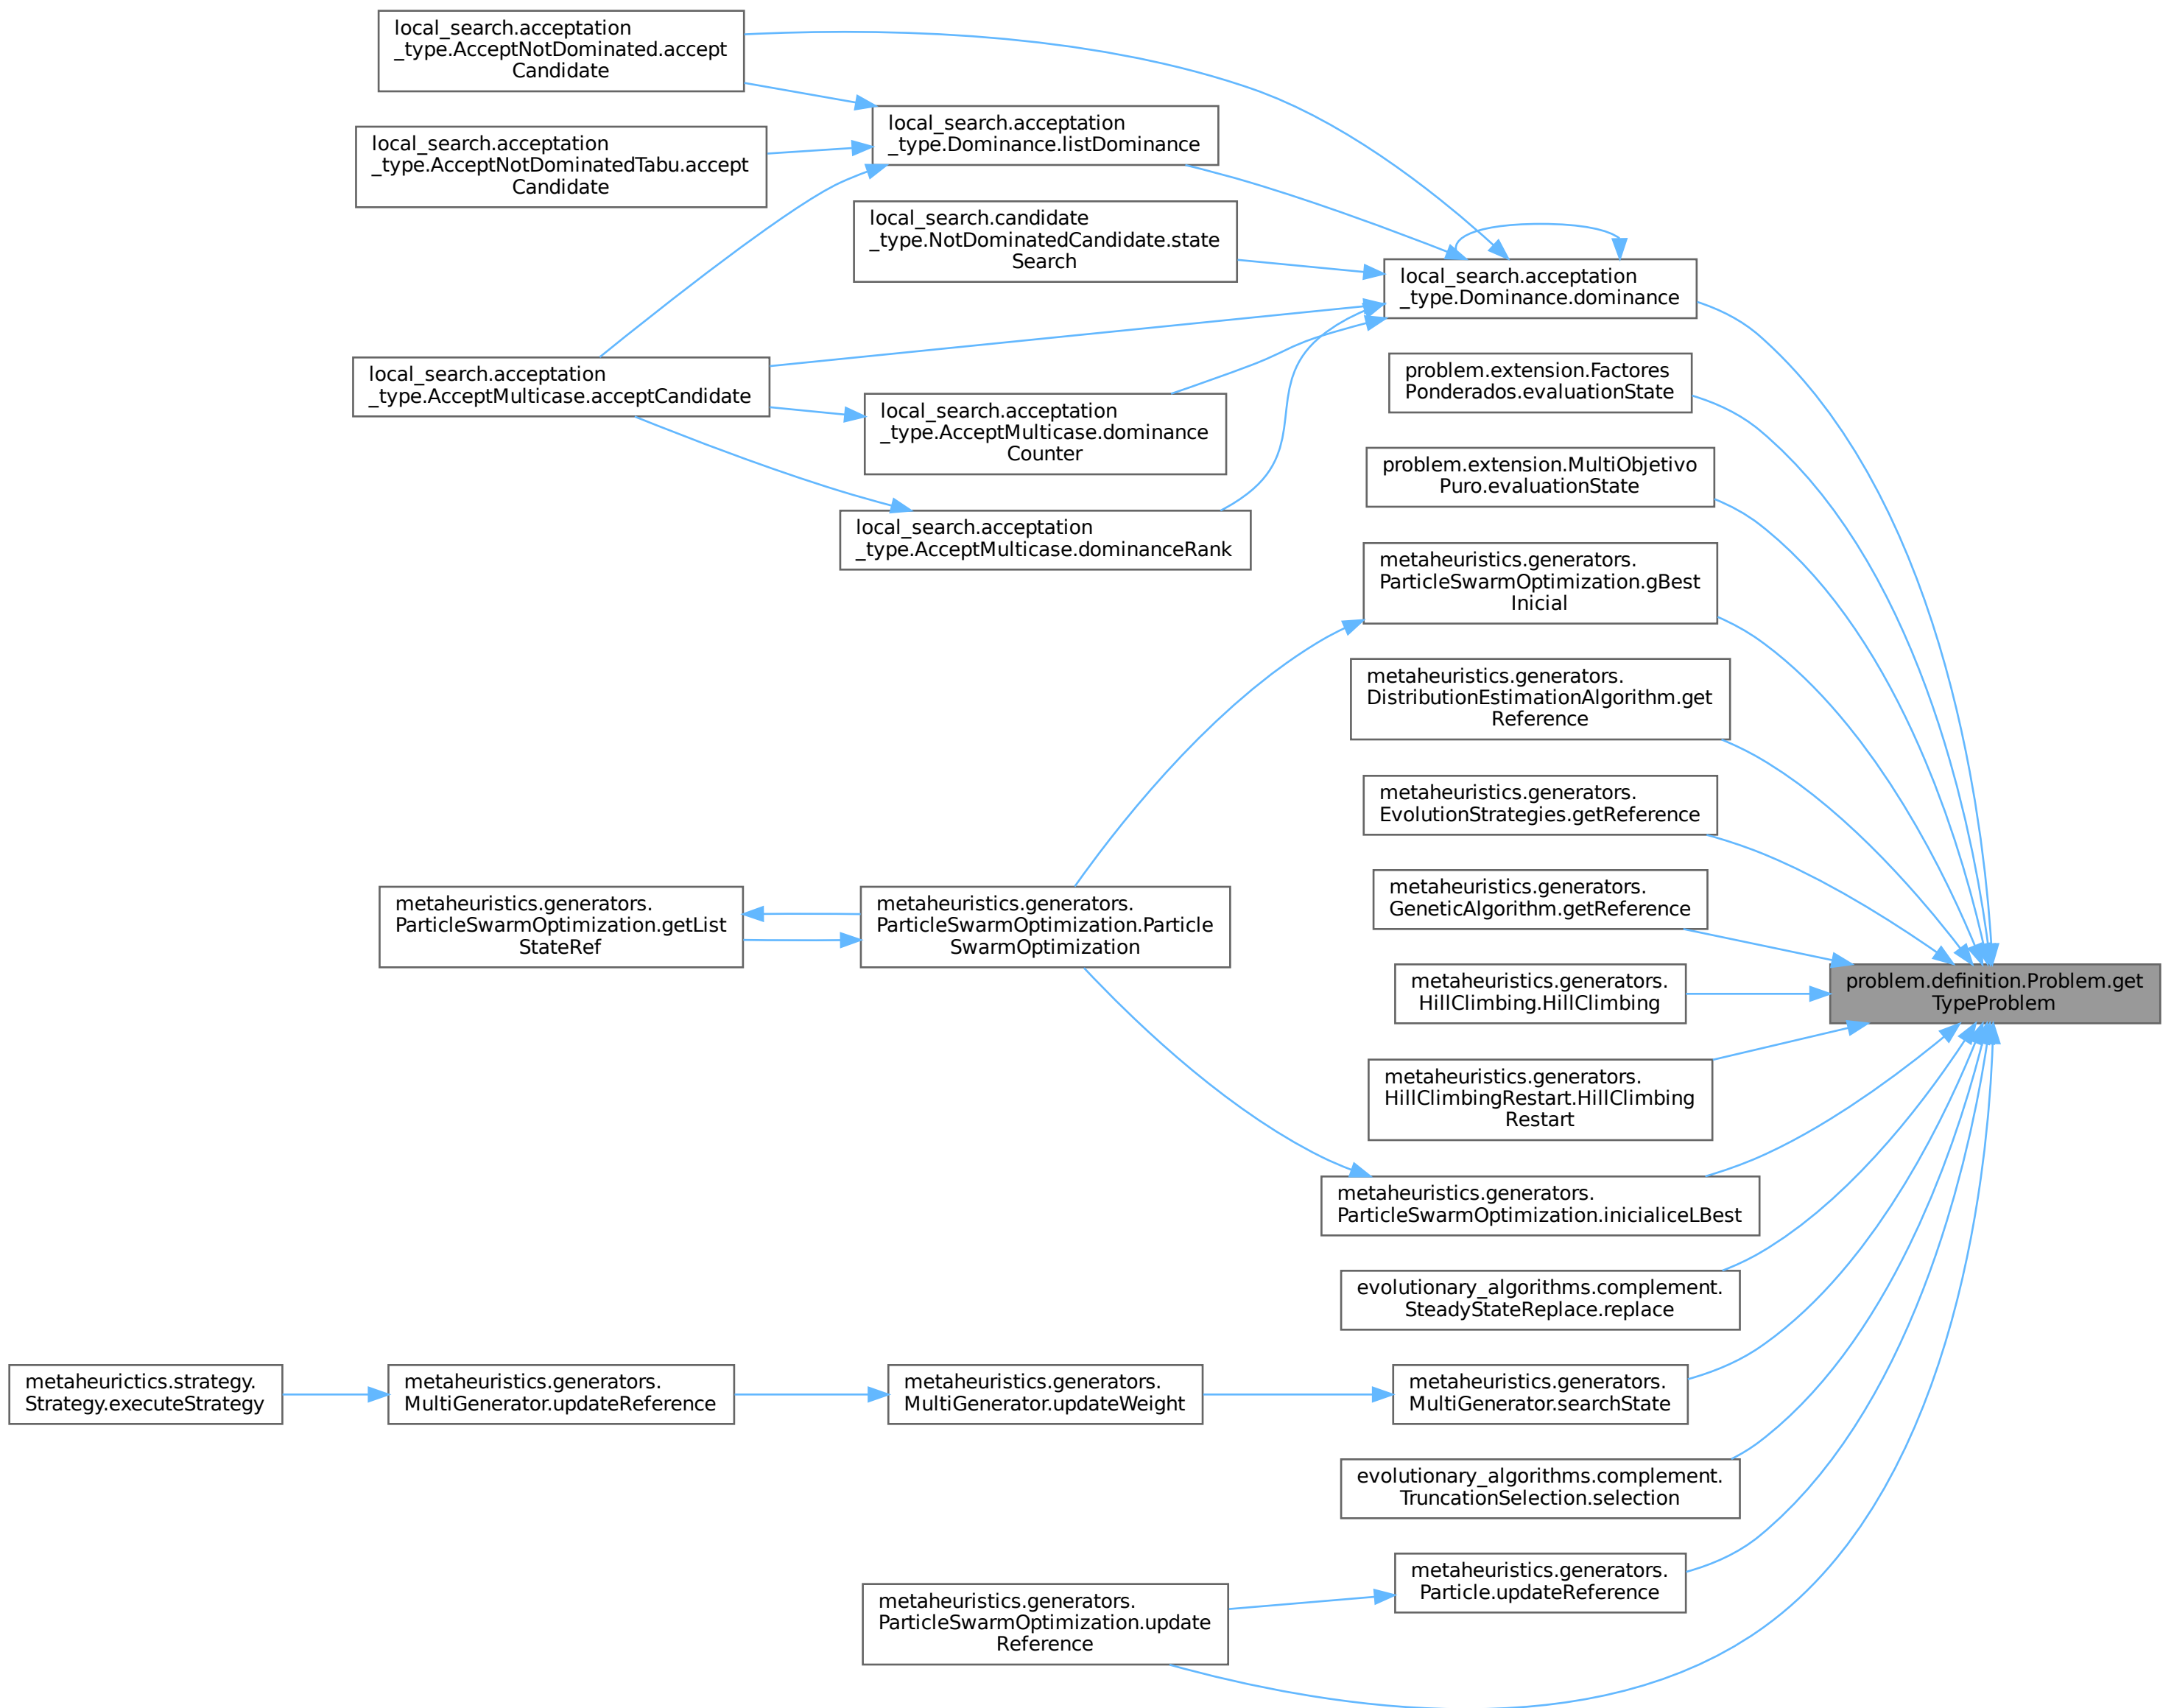 local_search.acceptation
_type.AcceptNotDominated.accept
Candidate
local_search.acceptation
_type.Dominance.listDominance
local_search.acceptation
_type.AcceptNotDominatedTabu.accept
Candidate
local_search.candidate
_type.NotDominatedCandidate.state
Search
local_search.acceptation
_type.Dominance.dominance
problem.extension.Factores
Ponderados.evaluationState
local_search.acceptation
_type.AcceptMulticase.acceptCandidate
local_search.acceptation
_type.AcceptMulticase.dominance
Counter
problem.extension.MultiObjetivo
Puro.evaluationState
local_search.acceptation
_type.AcceptMulticase.dominanceRank
metaheuristics.generators.
ParticleSwarmOptimization.gBest
Inicial
metaheuristics.generators.
DistributionEstimationAlgorithm.get
Reference
metaheuristics.generators.
EvolutionStrategies.getReference
metaheuristics.generators.
GeneticAlgorithm.getReference
metaheuristics.generators.
ParticleSwarmOptimization.getList
StateRef
metaheuristics.generators.
ParticleSwarmOptimization.Particle
SwarmOptimization
metaheuristics.generators.
HillClimbing.HillClimbing
problem.definition.Problem.get
TypeProblem
metaheuristics.generators.
HillClimbingRestart.HillClimbing
Restart
metaheuristics.generators.
ParticleSwarmOptimization.inicialiceLBest
evolutionary_algorithms.complement.
SteadyStateReplace.replace
metaheurictics.strategy.
Strategy.executeStrategy
metaheuristics.generators.
MultiGenerator.updateReference
metaheuristics.generators.
MultiGenerator.updateWeight
metaheuristics.generators.
MultiGenerator.searchState
evolutionary_algorithms.complement.
TruncationSelection.selection
metaheuristics.generators.
Particle.updateReference
metaheuristics.generators.
ParticleSwarmOptimization.update
Reference